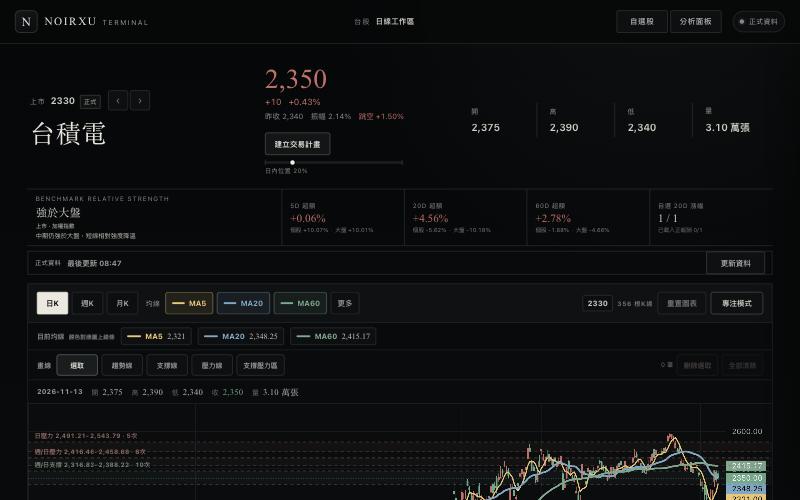 N NOIRXU TERMINAL
台股 日線工作區
自選股 分析面板 正式資料
上市 2330 正式 ‹ ›
台積電
2,350
+10 +0.43%
昨收 2,340 振幅 2.14% 跳空 +1.50%
建立交易計畫
日內位置 20%
開 高 低 量
2,375 2,390 2,340 3.10 萬張
BENCHMARK RELATIVE STRENGTH
強於大盤
上市 · 加權指數
中期仍強於大盤，短線相對強度降溫
5D 超額
+0.06%
個股 +10.07% · 大盤 +10.01%
20D 超額
+4.56%
個股 -5.62% · 大盤 -10.18%
60D 超額
+2.78%
個股 -1.88% · 大盤 -4.66%
自選 20D 漲幅
1 / 1
已載入正報酬 0/1
正式資料 最後更新 08:47
更新資料
日K 週K 月K 均線 MA5 MA20 MA60 更多
2330 356 根K線 重置圖表 專注模式
目前均線 顏色對應圖上線條 MA5 2,321 MA20 2,348.25 MA60 2,415.17
畫線 選取 趨勢線 支撐線 壓力線 支撐壓力區
0 筆 刪除選取 全部清除
2026-11-13 開 2,375 高 2,390 低 2,340 收 2,350 量 3.10 萬張
日壓力 2,491.21-2,543.79 · 5次
週/日壓力 2,416.46-2,458.68 · 8次
週/日支撐 2,316.83-2,388.22 · 10次
2600.00
2415.17
2350.00
2348.25